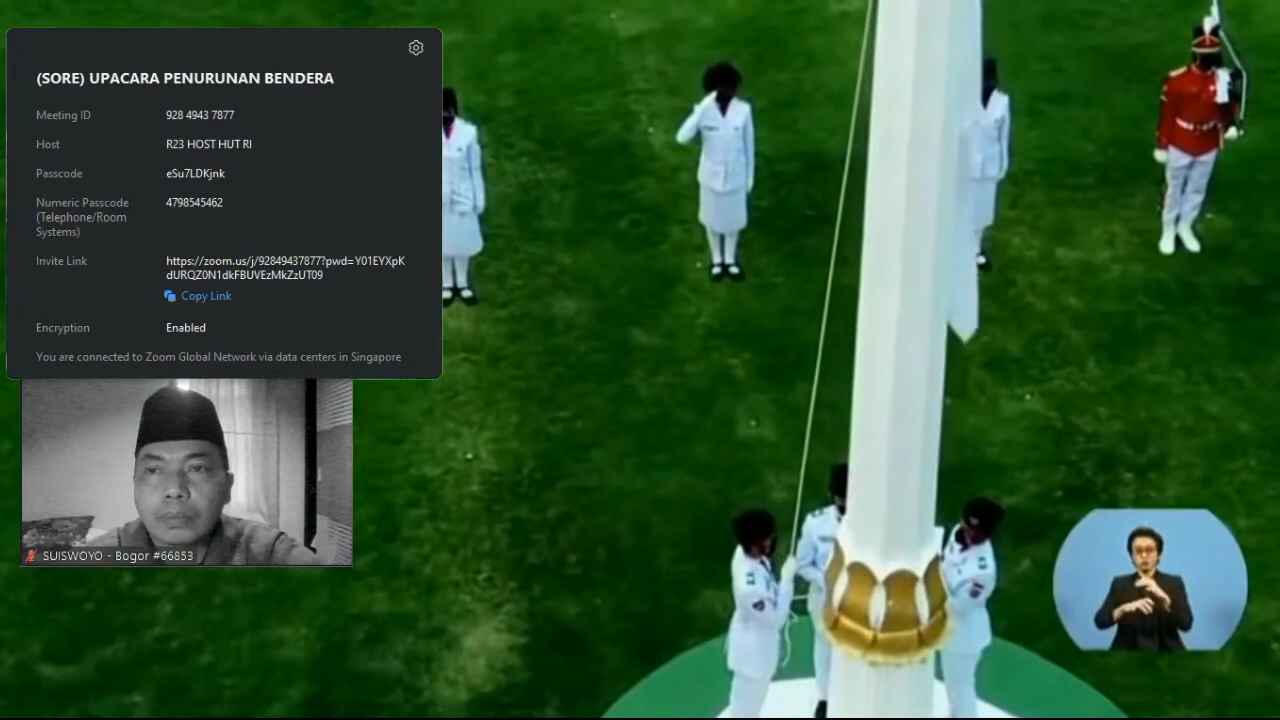 (SORE) UPACARA PENURUNAN BENDERA
Meeting ID 928 4943 7877
Host R23 HOST HUT RI
Passcode eSu7LDKjnk
Numeric Passcode 4798545462
(Telephone/Room
Systems)
Invite Link https://zoom.us/j/92849437877?pwd=Y01EYXpK
dURQZ0N1dkFBUVEzMkZzUT09
Copy Link
Encryption Enabled
You are connected to Zoom Global Network via data centers in Singapore
SUISWOYO - Bogor #66853